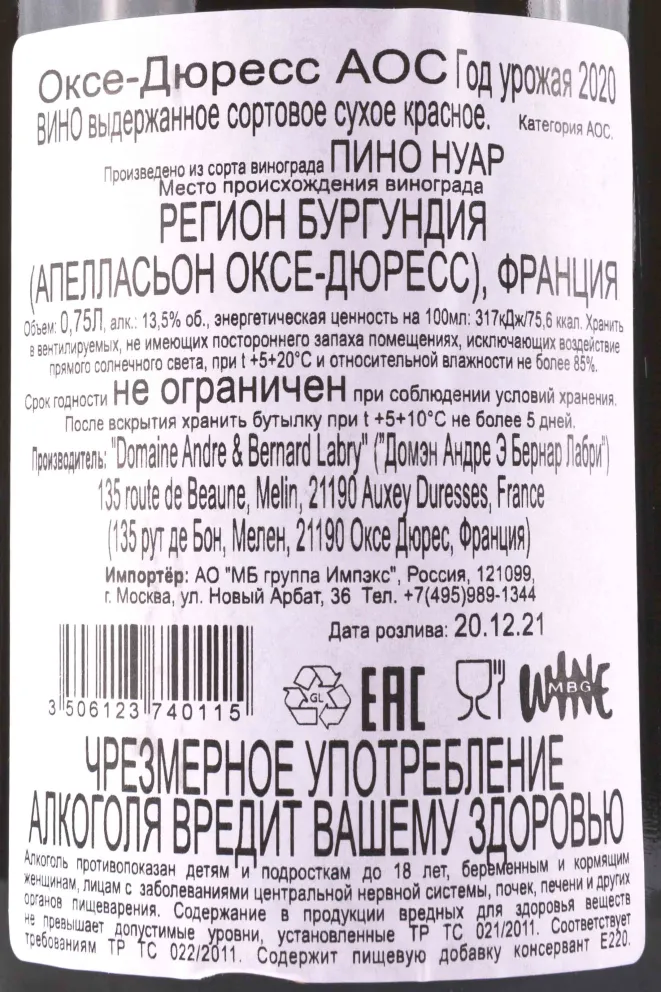 Оксе-Дюресс АОС Год урожая 2020
ВИНО выдержанное сортовое сухое красное. Категория АОС.
Произведено из сорта винограда ПИНО НУАР
Место происхождения винограда
РЕГИОН БУРГУНДИЯ
(АПЕЛЛАСЬОН ОКСЕ-ДЮРЕСС), ФРАНЦИЯ
Объем: 0,75Л, алк.: 13,5% об., энергетическая ценность на 100мл: 317кДж/75,6 ккал. Хранить
в вентилируемых, не имеющих постороннего запаха помещениях, исключающих воздействие
прямого солнечного света, при t +5+20°С и относительной влажности не более 85%.
Срок годности не ограничен при соблюдении условий хранения.
После вскрытия хранить бутылку при t +5+10°С не более 5 дней.
Производитель: "Domaine Andre & Bernard Labry" ("Домэн Андре Э Бернар Лабри")
135 route de Beaune, Melin, 21190 Auxey Duresses, France
(135 рут де Бон, Мелен, 21190 Оксе Дюрес, Франция)
Импортёр: АО "МБ группа Импэкс", Россия, 121099,
г. Москва, ул. Новый Арбат, 36 Тел. +7(495)989-1344
Дата розлива: 20.12.21
3 506123 740115
GL
EAC
WINE
MBG
ЧРЕЗМЕРНОЕ УПОТРЕБЛЕНИЕ
АЛКОГОЛЯ ВРЕДИТ ВАШЕМУ ЗДОРОВЬЮ
Алкоголь противопоказан детям и подросткам до 18 лет, беременным и кормящим
женщинам, лицам с заболеваниями центральной нервной системы, почек, печени и других
органов пищеварения. Содержание в продукции вредных для здоровья веществ
не превышает допустимые уровни, установленные ТР ТС 021/2011. Соответствует
требованиям ТР ТС 022/2011. Содержит пищевую добавку консервант Е220.